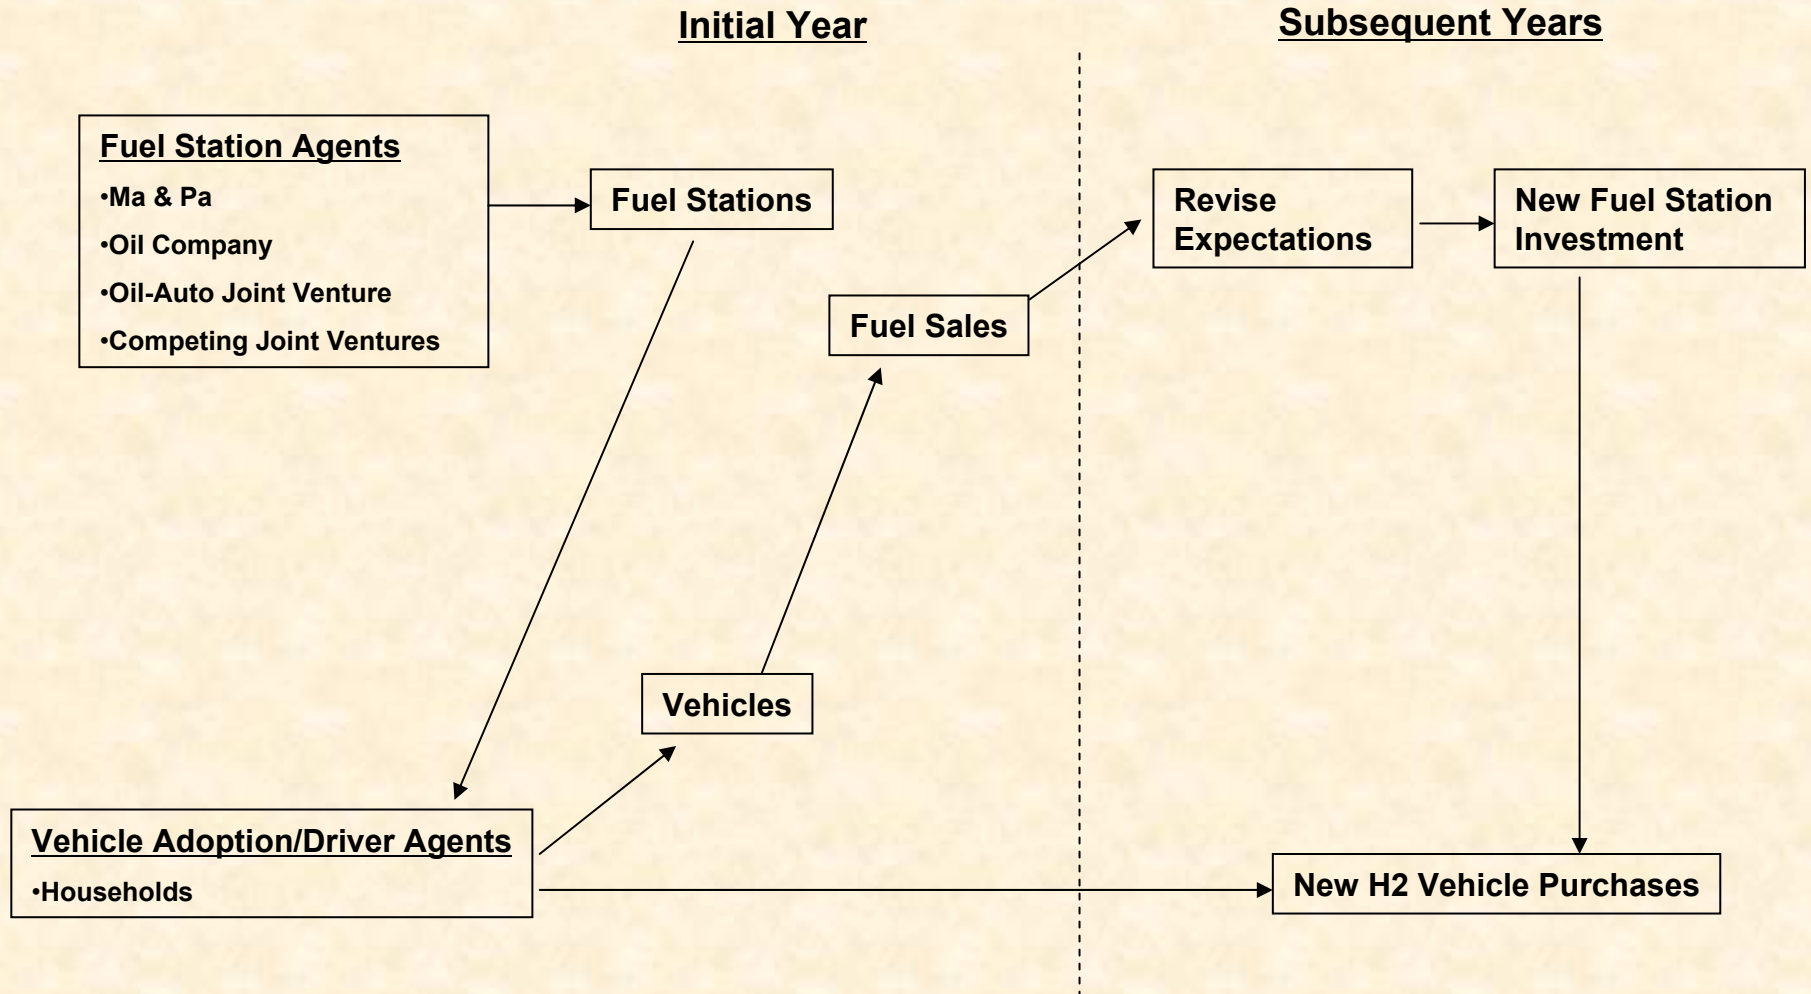 Initial Year
Subsequent Years
Fuel Station Agents
•Ma & Pa
•Oil Company
•Oil-Auto Joint Venture
•Competing Joint Ventures
Fuel Stations
Fuel Sales
Revise
Expectations
New Fuel Station
Investment
Vehicles
Vehicle Adoption/Driver Agents
•Households
New H2 Vehicle Purchases